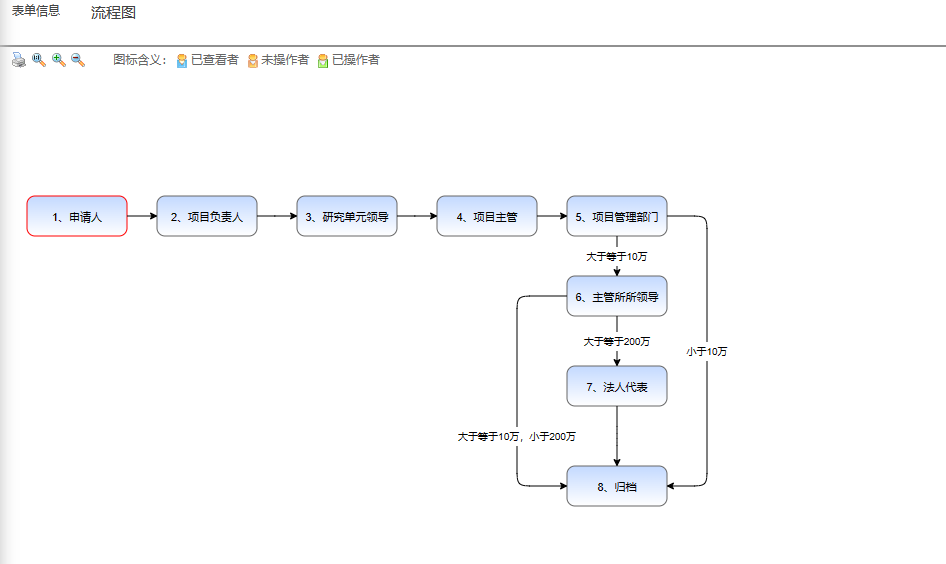 表单信息 流程图
图标含义： 已查看者 未操作者 已操作者
1、申请人 2、项目负责人 3、研究单元领导 4、项目主管 5、项目管理部门
大于等于10万
6、主管所所领导
大于等于200万
小于10万
7、法人代表
大于等于10万，小于200万
8、归档